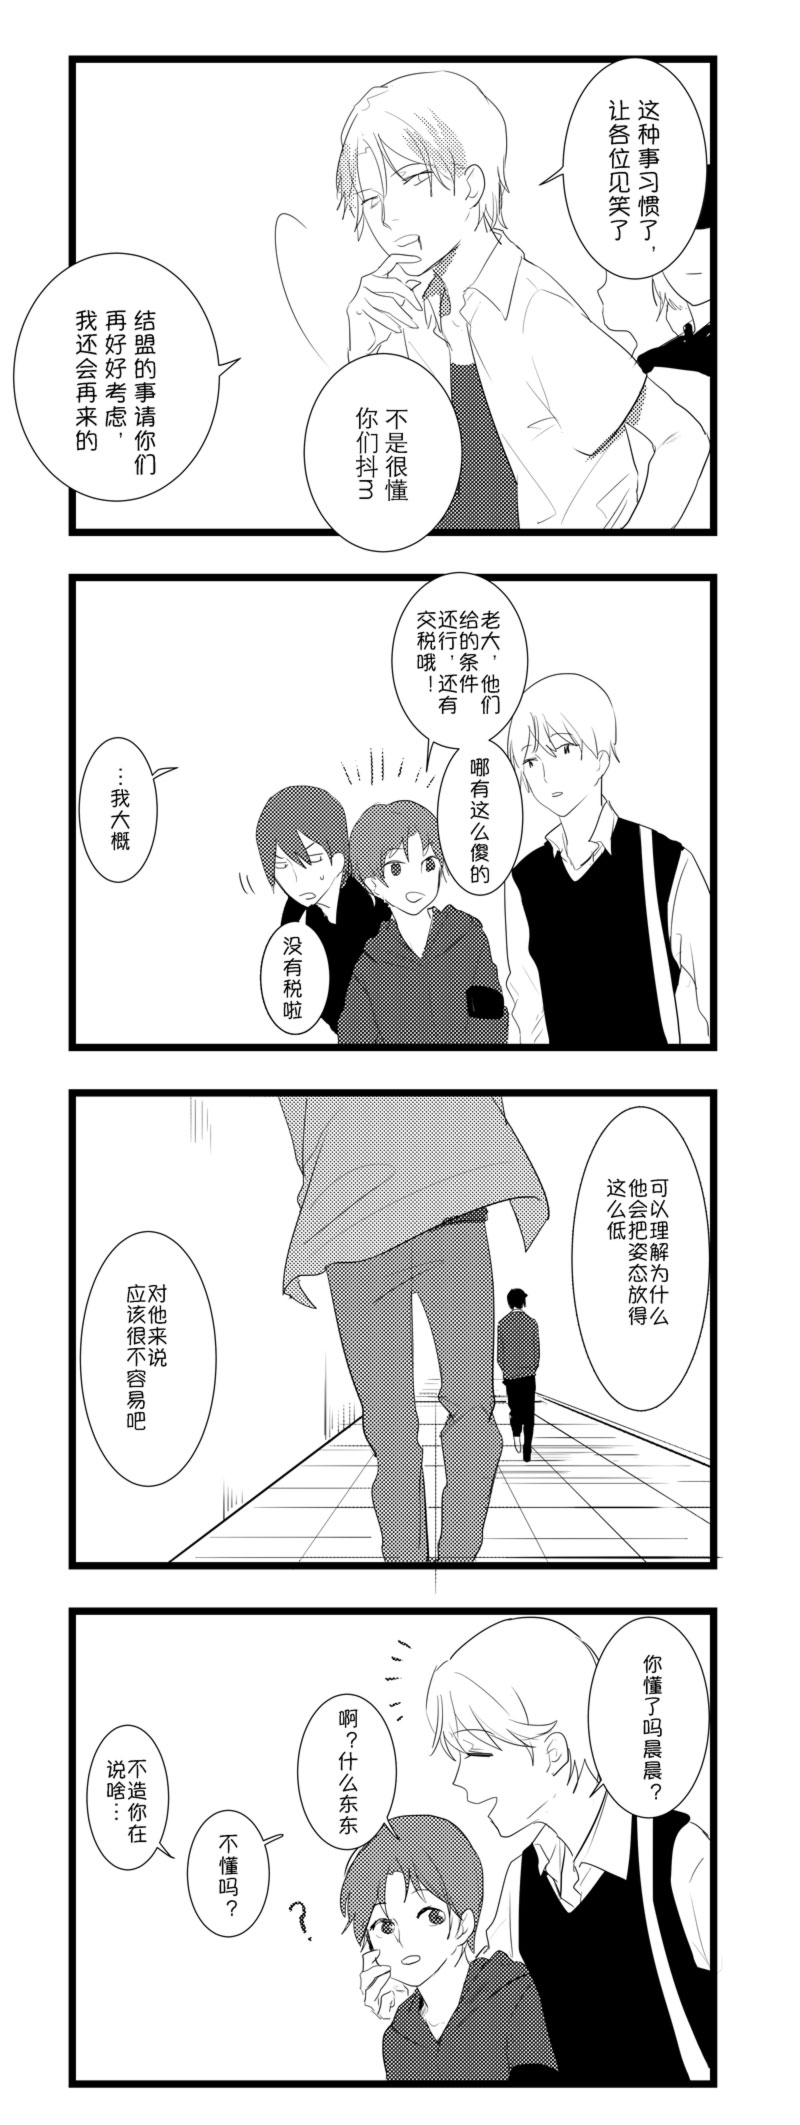 这种事习惯了，
让各位见笑了
不是很懂
你们抖M
结盟的事请你们
再好好考虑，
我还会再来的
老大，他们
给的条件
还行，还有
交税哦！
哪有这么傻的
…我大概
没有税啦
可以理解为什么
他会把姿态放得
这么低
对他来说
应该很不容易吧
你懂了吗晨晨？
啊？什么东东
不懂吗？
不造你在
说啥…
？